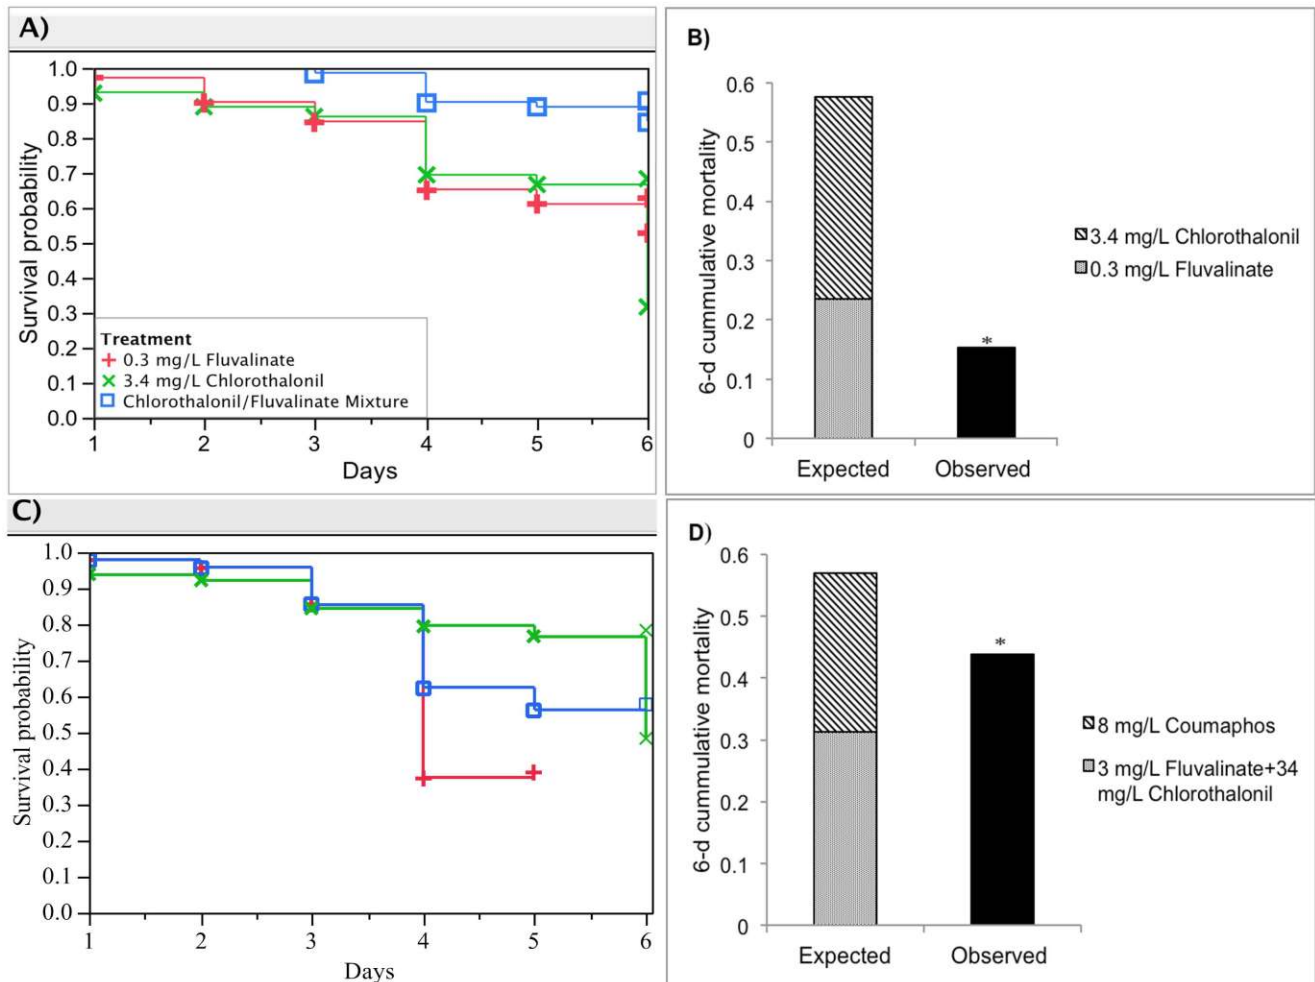 A)
Survival probability
1.0
0.9
0.8
0.7
0.6
0.5
0.4
0.3
0.2
0.1
0.0
Treatment
0.3 mg/L Fluvalinate
3.4 mg/L Chlorothalonil
Chlorothalonil/Fluvalinate Mixture
1 2 3 4 5 6
Days
B)
6-d cummulative mortality
0.6
0.5
0.4
0.3
0.2
0.1
0
*
Expected Observed
3.4 mg/L Chlorothalonil
0.3 mg/L Fluvalinate
C)
Survival probability
1.0
0.9
0.8
0.7
0.6
0.5
0.4
0.3
0.2
0.1
0.0
1 2 3 4 5 6
Days
D)
6-d cummulative mortality
0.6
0.5
0.4
0.3
0.2
0.1
0
*
Expected Observed
8 mg/L Coumaphos
3 mg/L Fluvalinate+34
mg/L Chlorothalonil